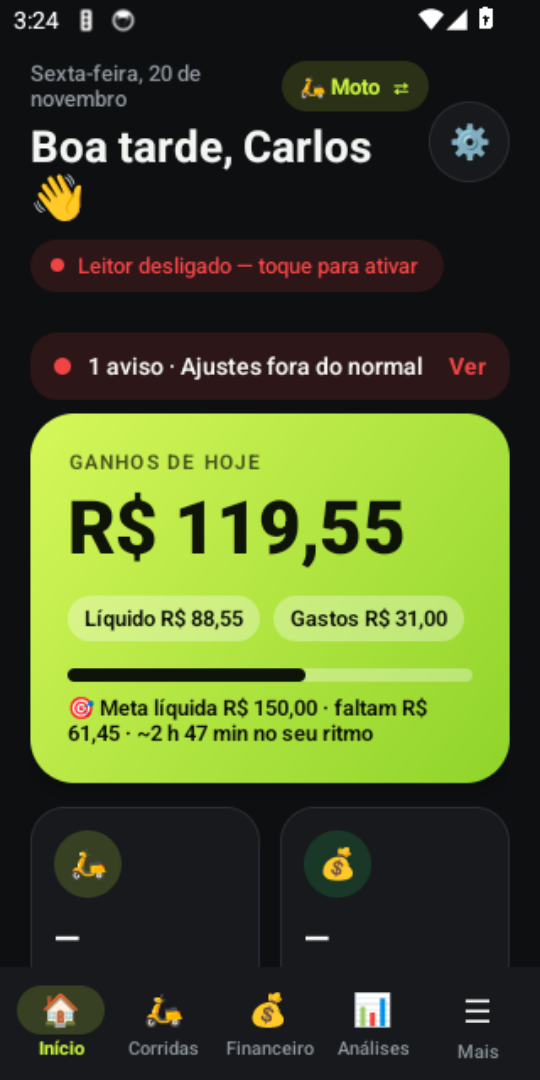 3:24
Sexta-feira, 20 de
novembro
Moto
Boa tarde, Carlos
Leitor desligado — toque para ativar
1 aviso · Ajustes fora do normal Ver
GANHOS DE HOJE
R$ 119,55
Líquido R$ 88,55 Gastos R$ 31,00
Meta líquida R$ 150,00 · faltam R$
61,45 · ~2 h 47 min no seu ritmo
—
—
Início Corridas Financeiro Análises Mais